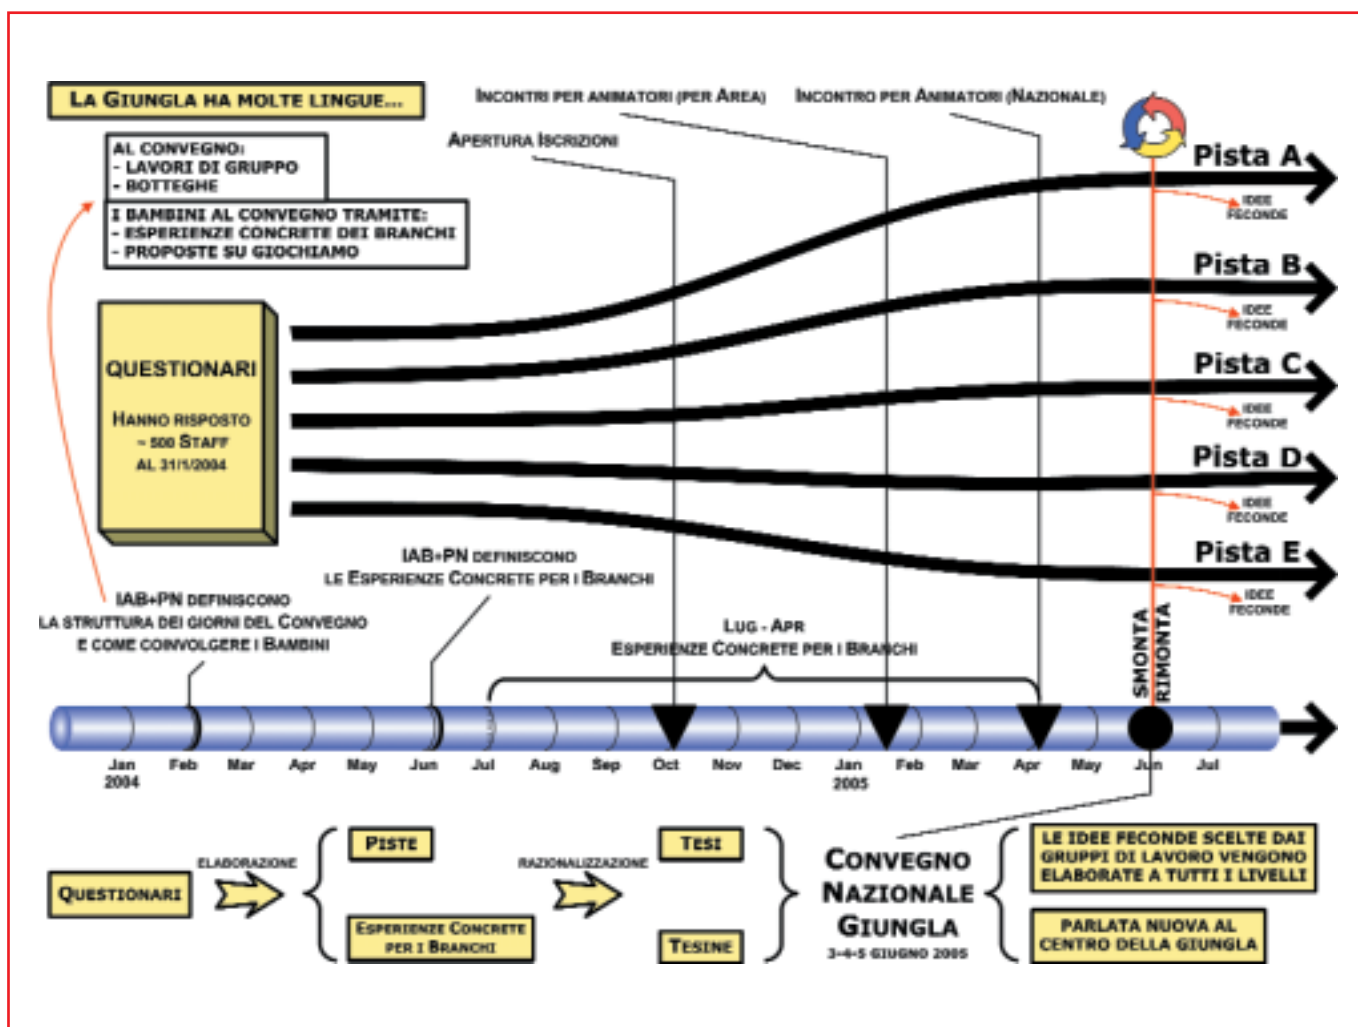 LA GIUNGLA HA MOLTE LINGUE...
AL CONVEGNO:
- LAVORI DI GRUPPO
- BOTTEGHE
I BAMBINI AL CONVEGNO TRAMITE:
- ESPERIENZE CONCRETE DEI BRANCHI
- PROPOSTE SU GIOCHIAMO
APERTURA ISCRIZIONI
INCONTRI PER ANIMATORI (PER AREA)
INCONTRO PER ANIMATORI (NAZIONALE)
Pista A
IDEE
FECONDE
Pista B
IDEE
FECONDE
Pista C
IDEE
FECONDE
Pista D
IDEE
FECONDE
Pista E
IDEE
FECONDE
QUESTIONARI
HANNO RISPOSTO
~ 500 STAFF
AL 31/1/2004
IAB+PN DEFINISCONO
LA STRUTTURA DEI GIORNI DEL CONVEGNO
E COME COINVOLGERE I BAMBINI
IAB+PN DEFINISCONO
LE ESPERIENZE CONCRETE PER I BRANCHI
LUG - APR
ESPERIENZE CONCRETE PER I BRANCHI
SMONTA
RIMONTA
Jan Feb Mar Apr May Jun Jul Aug Sep Oct Nov Dec Jan Feb Mar Apr May Jun Jul
2004 2005
QUESTIONARI
ELABORAZIONE
PISTE
ESPERIENZE CONCRETE
PER I BRANCHI
RAZIONALIZZAZIONE
TESI
TESINE
CONVEGNO
NAZIONALE
GIUNGLA
3-4-5 GIUGNO 2005
LE IDEE FECONDE SCELTE DAI
GRUPPI DI LAVORO VENGONO
ELABORATE A TUTTI I LIVELLI
PARLATA NUOVA AL
CENTRO DELLA GIUNGLA